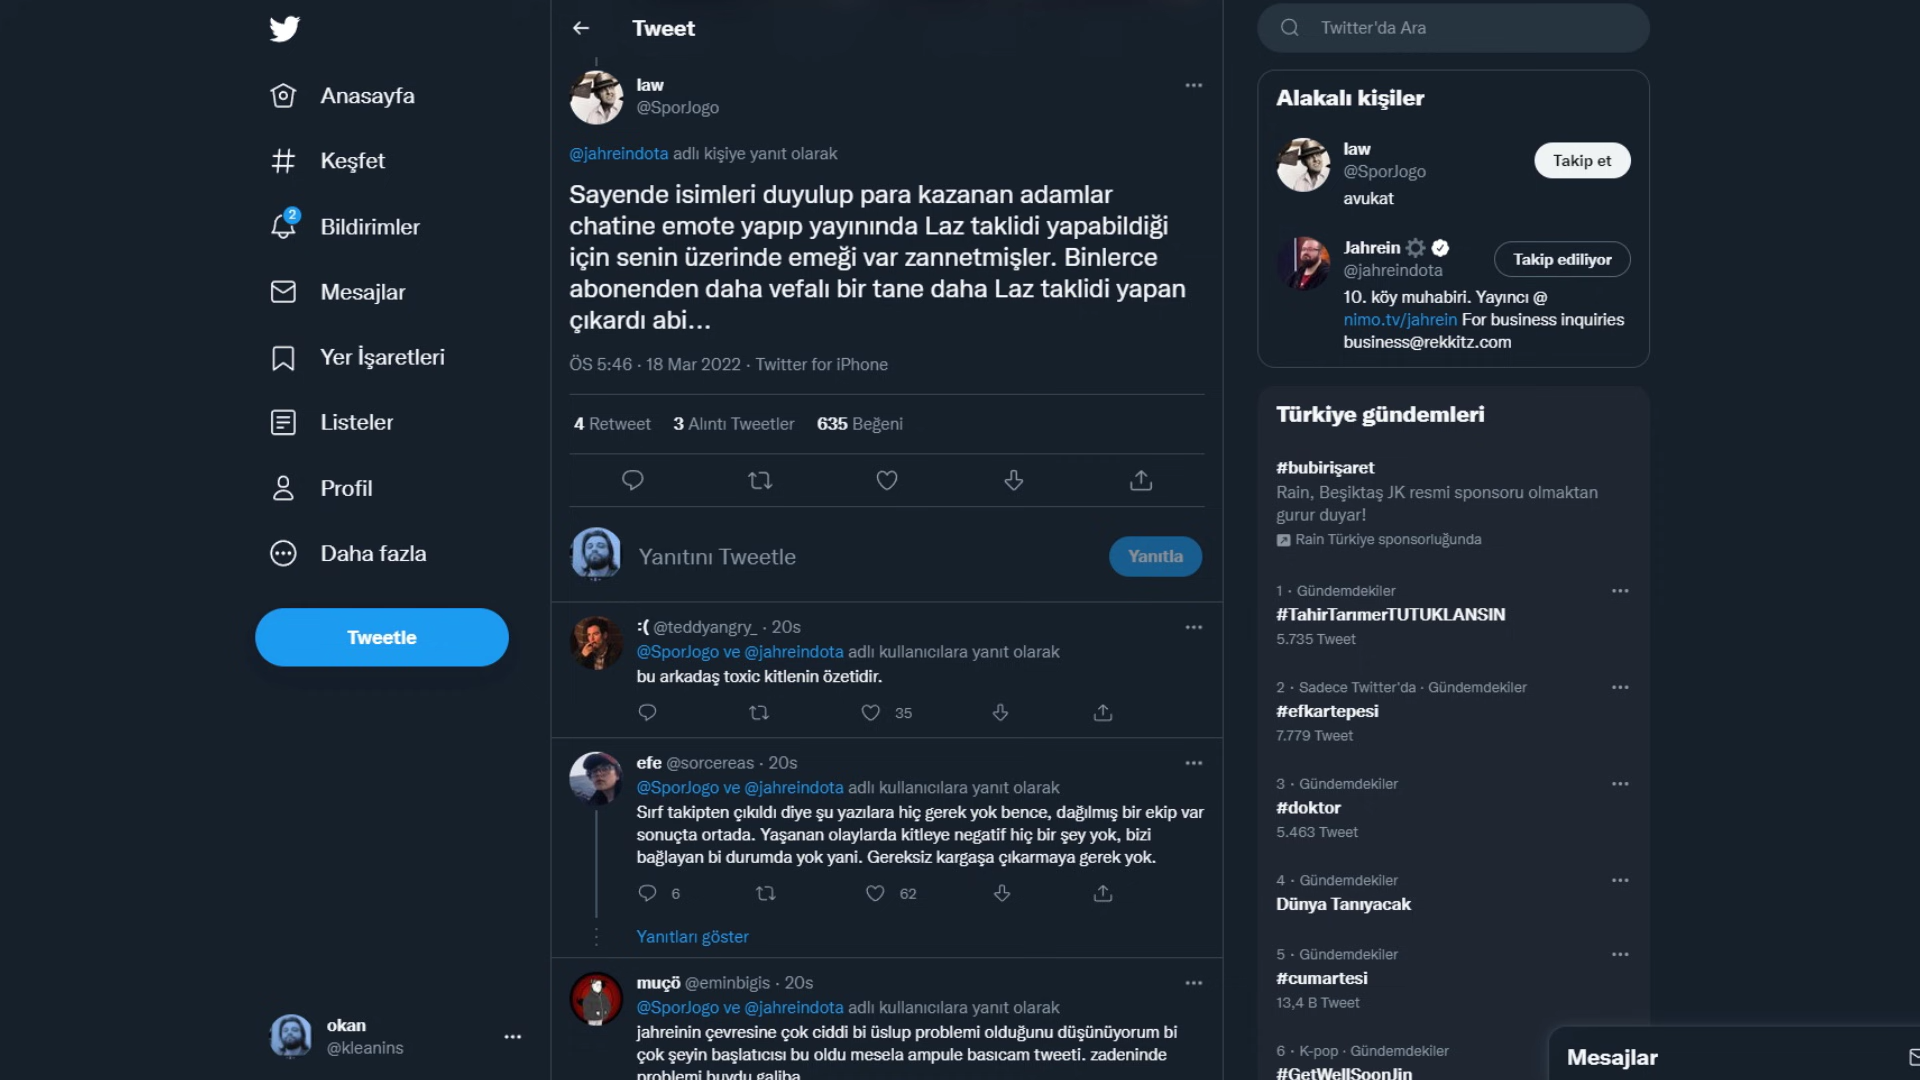 Anasayfa
Keşfet
2
Bildirimler
Mesajlar
Yer İşaretleri
Listeler
Profil
Daha fazla
Tweetle
okan
@kleanins
Tweet
law
@SporJogo
@jahreindota adlı kişiye yanıt olarak
Sayende isimleri duyulup para kazanan adamlar
chatine emote yapıp yayınında Laz taklidi yapabildiği
için senin üzerinde emeği var zannetmişler. Binlerce
abonenden daha vefalı bir tane daha Laz taklidi yapan
çıkardı abi...
ÖS 5:46 · 18 Mar 2022 · Twitter for iPhone
4 Retweet 3 Alıntı Tweetler 635 Beğeni
Yanıtını Tweetle
Yanıtla
:( @teddyangry_ · 20s
@SporJogo ve @jahreindota adlı kullanıcılara yanıt olarak
bu arkadaş toxic kitlenin özetidir.
35
efe @sorcereas · 20s
@SporJogo ve @jahreindota adlı kullanıcılara yanıt olarak
Sırf takipten çıkıldı diye şu yazılara hiç gerek yok bence, dağılmış bir ekip var
sonuçta ortada. Yaşanan olaylarda kitleye negatif hiç bir şey yok, bizi
bağlayan bi durumda yok yani. Gereksiz kargaşa çıkarmaya gerek yok.
6 62
Yanıtları göster
muçö @eminbigis · 20s
@SporJogo ve @jahreindota adlı kullanıcılara yanıt olarak
jahreinin çevresine çok ciddi bi üslup problemi olduğunu düşünüyorum bi
çok şeyin başlatıcısı bu oldu mesela ampule basıcam tweeti. zadeninde
problemi buydu galiba
Twitter'da Ara
Alakalı kişiler
law
@SporJogo
avukat
Takip et
Jahrein
@jahreindota
Takip ediliyor
10. köy muhabiri. Yayıncı @
nimo.tv/jahrein For business inquiries
business@rekkitz.com
Türkiye gündemleri
#bubirişaret
Rain, Beşiktaş JK resmi sponsoru olmaktan
gurur duyar!
Rain Türkiye sponsorluğunda
1 · Gündemdekiler
#TahirTarımerTUTUKLANSIN
5.735 Tweet
2 · Sadece Twitter'da · Gündemdekiler
#efkartepesi
7.779 Tweet
3 · Gündemdekiler
#doktor
5.463 Tweet
4 · Gündemdekiler
Dünya Tanıyacak
5 · Gündemdekiler
#cumartesi
13,4 B Tweet
6 · K-pop · Gündemdekiler
#GetWellSoonJin
Mesajlar